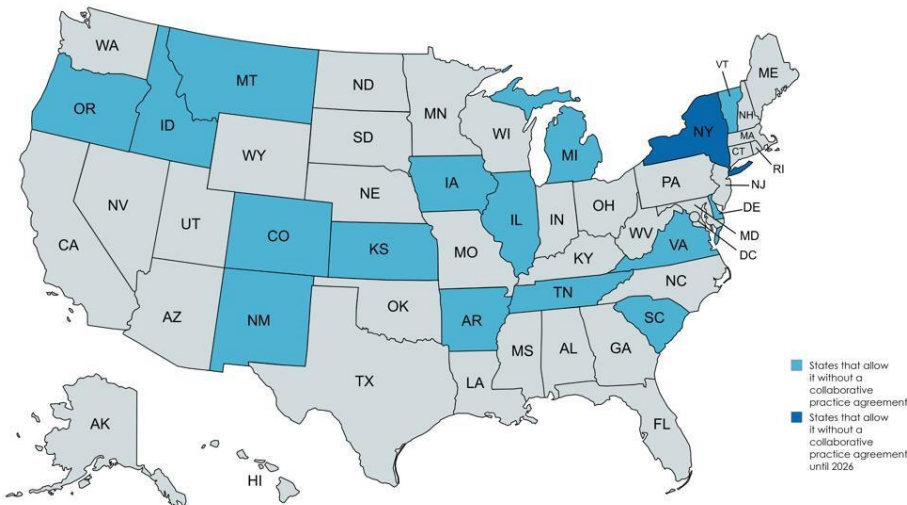 WA
MT
ND
MN
VT
ME
OR
ID
SD
WI
MI
NY
NH
MA
CT
RI
WY
IA
PA
NJ
NE
NV
UT
CO
KS
IL
IN
OH
WV
DE
MD
DC
VA
CA
MO
KY
NC
AZ
NM
OK
AR
TN
SC
MS
AL
GA
TX
LA
FL
AK
HI
States that allow
it without a
collaborative
practice agreement
States that allow
it without a
collaborative
practice agreement
until 2026